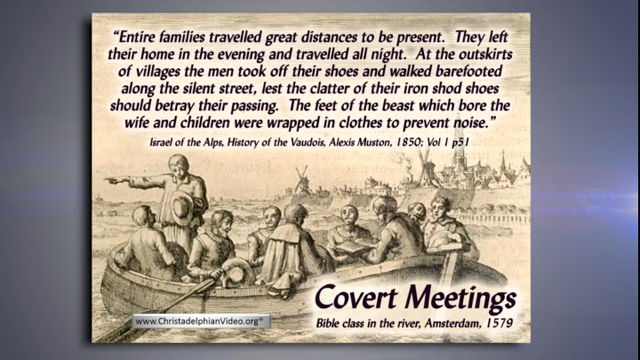 “Entire families travelled great distances to be present. They left
their home in the evening and travelled all night. At the outskirts
of villages the men took off their shoes and walked barefooted
along the silent street, lest the clatter of their iron shod shoes
should betray their passing. The feet of the beast which bore the
wife and children were wrapped in clothes to prevent noise.”
Israel of the Alps, History of the Vaudois, Alexis Muston, 1850; Vol 1 p51
Covert Meetings
Bible class in the river, Amsterdam, 1579
www.ChristadelphianVideo.org®